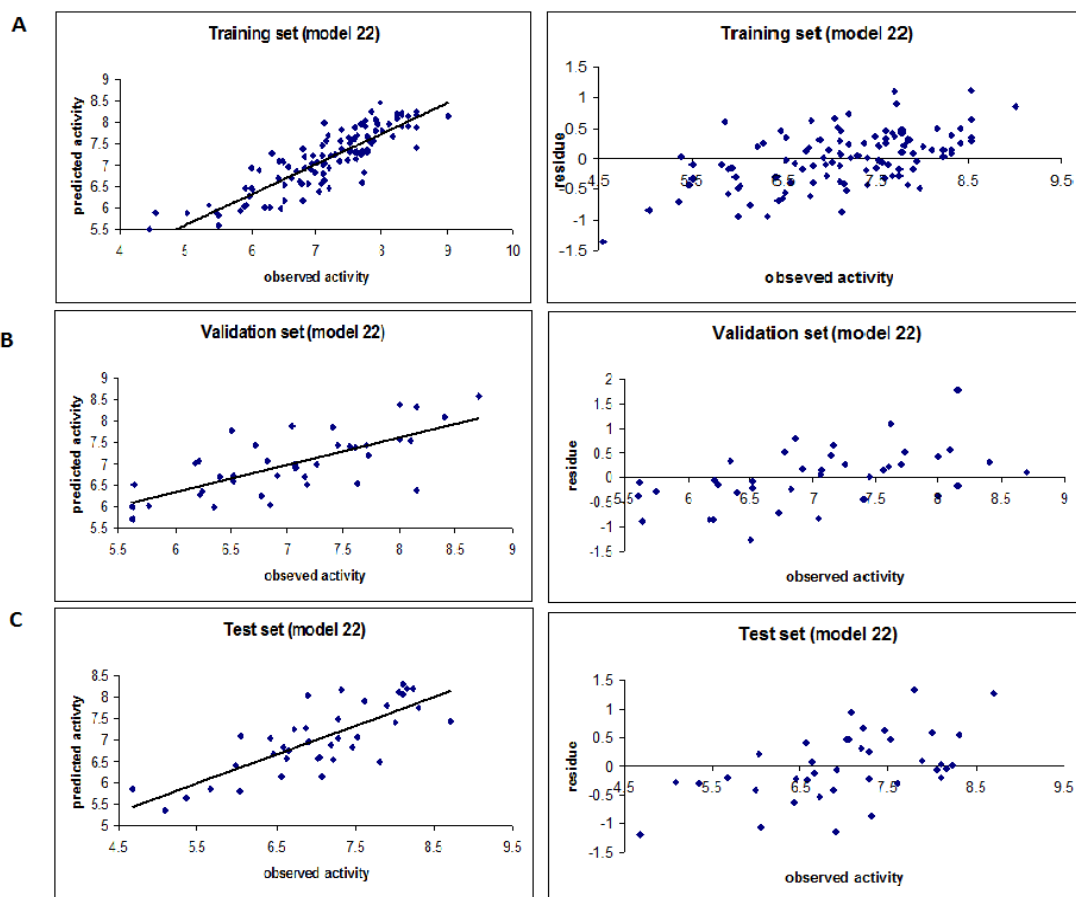 A
Training set (model 22)
predicted activity
9
8.5
8
7.5
7
6.5
6
5.5
4 5 6 7 8 9 10
observed activity
Training set (model 22)
residue
1.5
1
0.5
0
-0.5
-1
-1.5
4.5 5.5 6.5 7.5 8.5 9.5
obseved activity
B
Validation set (model 22)
predicted activity
9
8.5
8
7.5
7
6.5
6
5.5
5.5 6 6.5 7 7.5 8 8.5 9
observed activity
Validation set (model 22)
residue
2
1.5
1
0.5
0
-0.5
-1
-1.5
5.5 6 6.5 7 7.5 8 8.5 9
observed activity
C
Test set (model 22)
predicted activity
8.5
8
7.5
7
6.5
6
5.5
5
4.5 5.5 6.5 7.5 8.5 9.5
observed activity
Test set (model 22)
residue
1.5
1
0.5
0
-0.5
-1
-1.5
4.5 5.5 6.5 7.5 8.5 9.5
observed activity